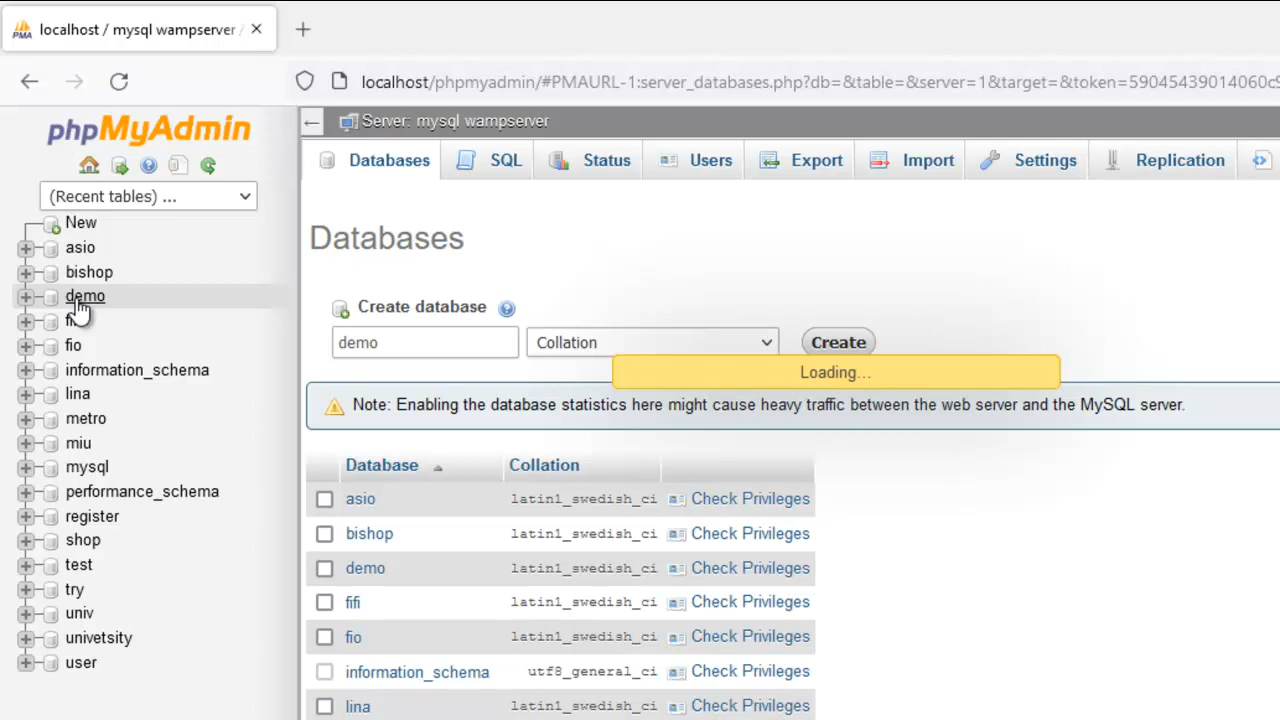 localhost / mysql wampserver /
localhost/phpmyadmin/#PMAURL-1:server_databases.php?db=&table=&server=1&target=&token=59045439014060c9
phpMyAdmin
(Recent tables) ...
New
asio
bishop
demo
fio
information_schema
lina
metro
miu
mysql
performance_schema
register
shop
test
try
univ
univetsity
user
Server: mysql wampserver
Databases SQL Status Users Export Import Settings Replication
Databases
Create database
demo Collation Create
Loading...
Note: Enabling the database statistics here might cause heavy traffic between the web server and the MySQL server.
Database Collation
asio latin1_swedish_ci Check Privileges
bishop latin1_swedish_ci Check Privileges
demo latin1_swedish_ci Check Privileges
fifi latin1_swedish_ci Check Privileges
fio latin1_swedish_ci Check Privileges
information_schema utf8_general_ci Check Privileges
lina latin1_swedish_ci Check Privileges